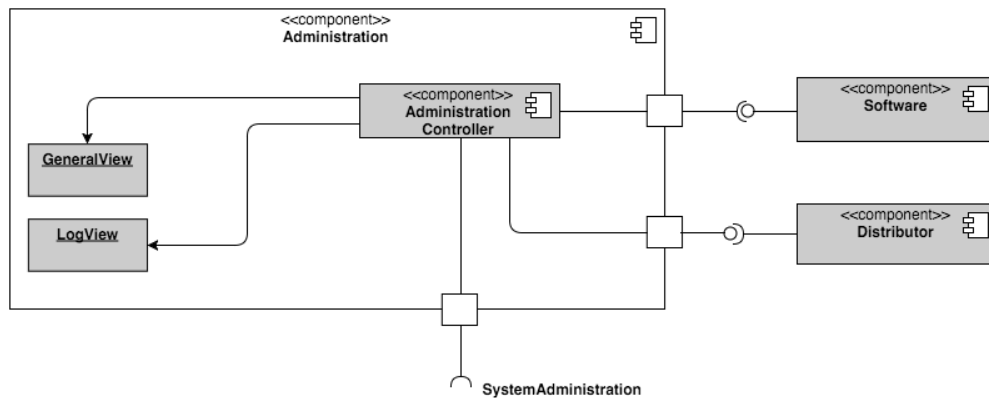 <<component>>
Administration
<<component>>
Administration
Controller
<<component>>
Software
GeneralView
LogView
<<component>>
Distributor
SystemAdministration